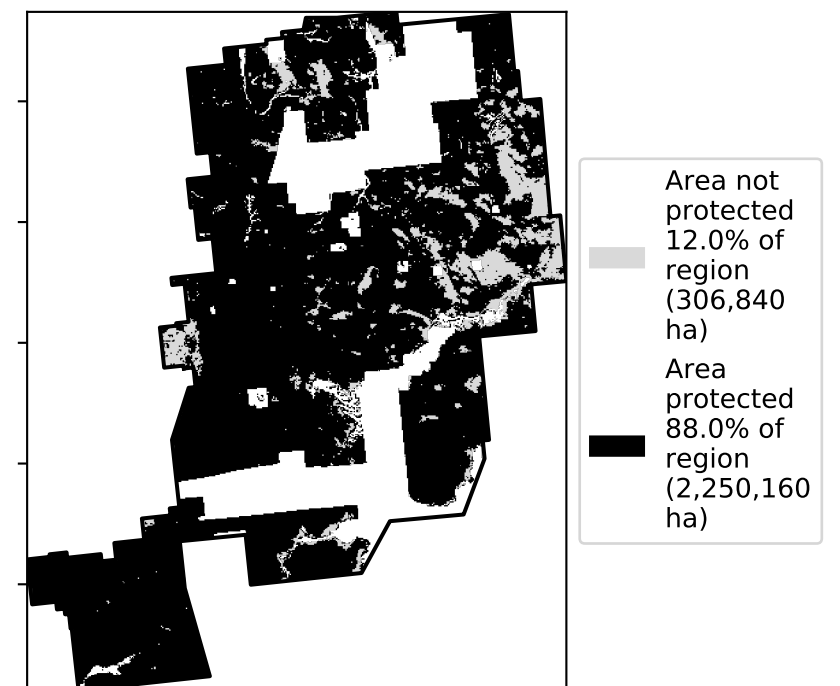 Area not
protected
12.0% of
region
(306,840
ha)
Area
protected
88.0% of
region
(2,250,160
ha)